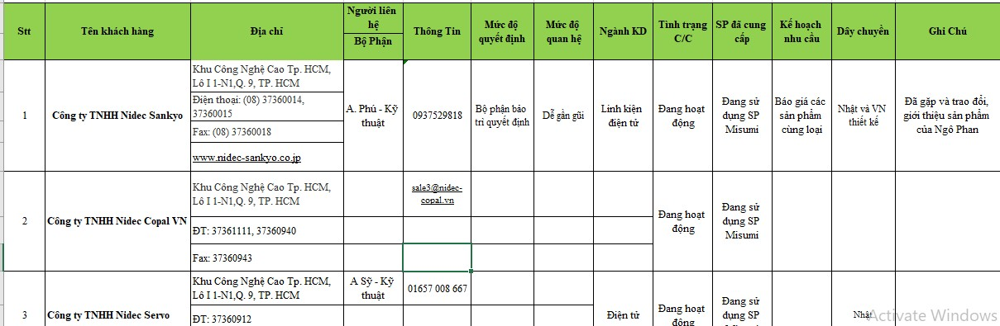 Stt
Tên khách hàng
Địa chỉ
Người liên
hệ
Bộ Phận
Thông Tin
Mức độ
quyết định
Mức độ
quan hệ
Ngành KD
Tình trạng
C/C
SP đã cung
cấp
Kế hoạch
nhu cầu
Dây chuyền
Ghi Chú
1
Công ty TNHH Nidec Sankyo
Khu Công Nghệ Cao Tp. HCM,
Lô I 1-N1,Q. 9, TP. HCM
Điện thoại: (08) 37360014,
37360015
Fax: (08) 37360018
www.nidec-sankyo.co.jp
A. Phú - Kỹ
thuật
0937529818
Bộ phận bảo
trì quyết định
Dễ gần gũi
Linh kiện
điện tử
Đang hoạt
động
Đang sử
dụng SP
Misumi
Báo giá các
sản phẩm
cùng loại
Nhật và VN
thiết kế
Đã gặp và trao đổi,
giới thiệu sản phẩm
của Ngô Phan
2
Công ty TNHH Nidec Copal VN
Khu Công Nghệ Cao Tp. HCM,
Lô I 1-N1,Q. 9, TP. HCM
ĐT: 37361111, 37360940
Fax: 37360943
sale3@nidec-
copal.vn
Đang hoạt
động
Đang sử
dụng SP
Misumi
3
Công ty TNHH Nidec Servo
Khu Công Nghệ Cao Tp. HCM,
Lô I 1-N1,Q. 9, TP. HCM
ĐT: 37360912
A Sỹ - Kỹ
thuật
01657 008 667
Điện tử
Đang hoạt
động
Đang sử
dụng SP
Nhật
Activate Windows